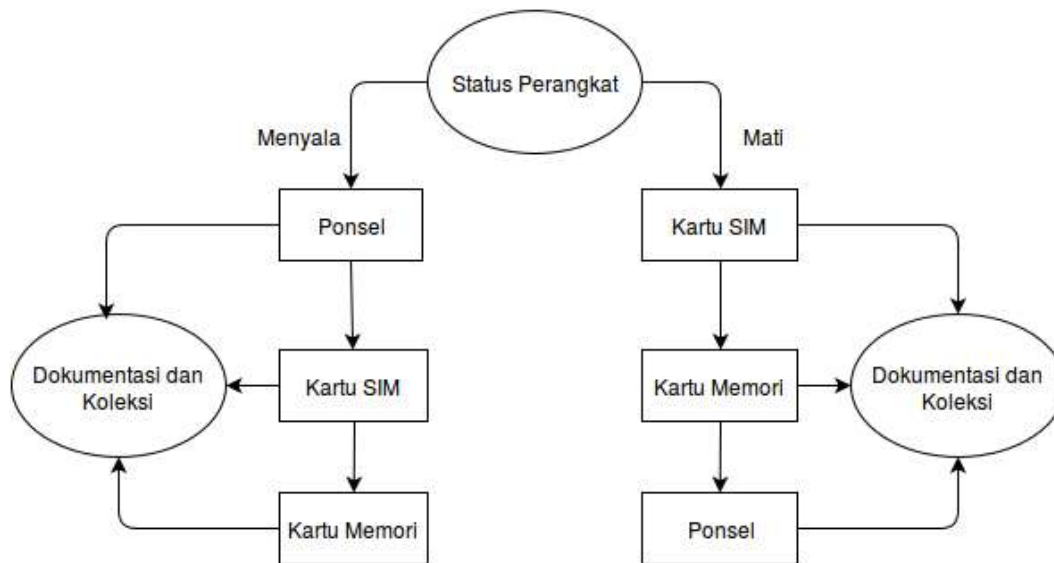 Status Perangkat
Menyala
Mati
Ponsel
Kartu SIM
Dokumentasi dan
Koleksi
Kartu SIM
Kartu Memori
Dokumentasi dan
Koleksi
Kartu Memori
Ponsel